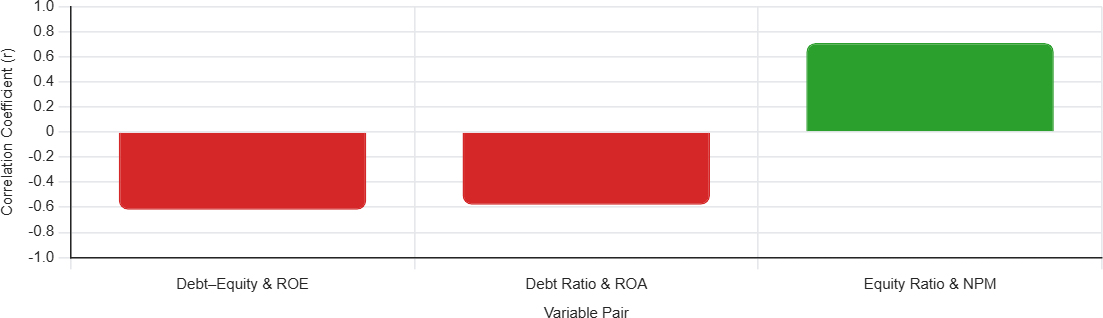 Correlation Coefficient (r)
1.0
0.8
0.6
0.4
0.2
0
-0.2
-0.4
-0.6
-0.8
-1.0
Debt–Equity & ROE
Debt Ratio & ROA
Equity Ratio & NPM
Variable Pair